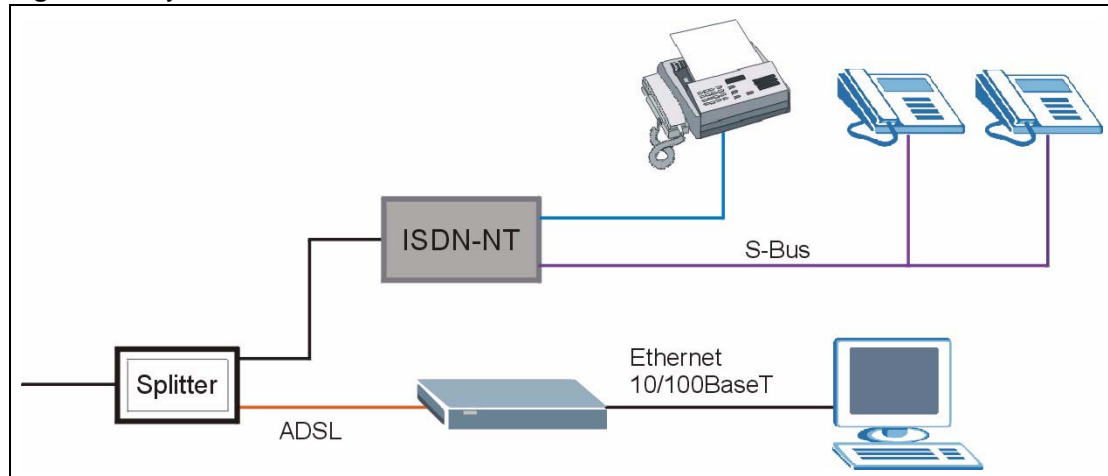 ISDN-NT
S-Bus
Splitter
ADSL
Ethernet
10/100BaseT